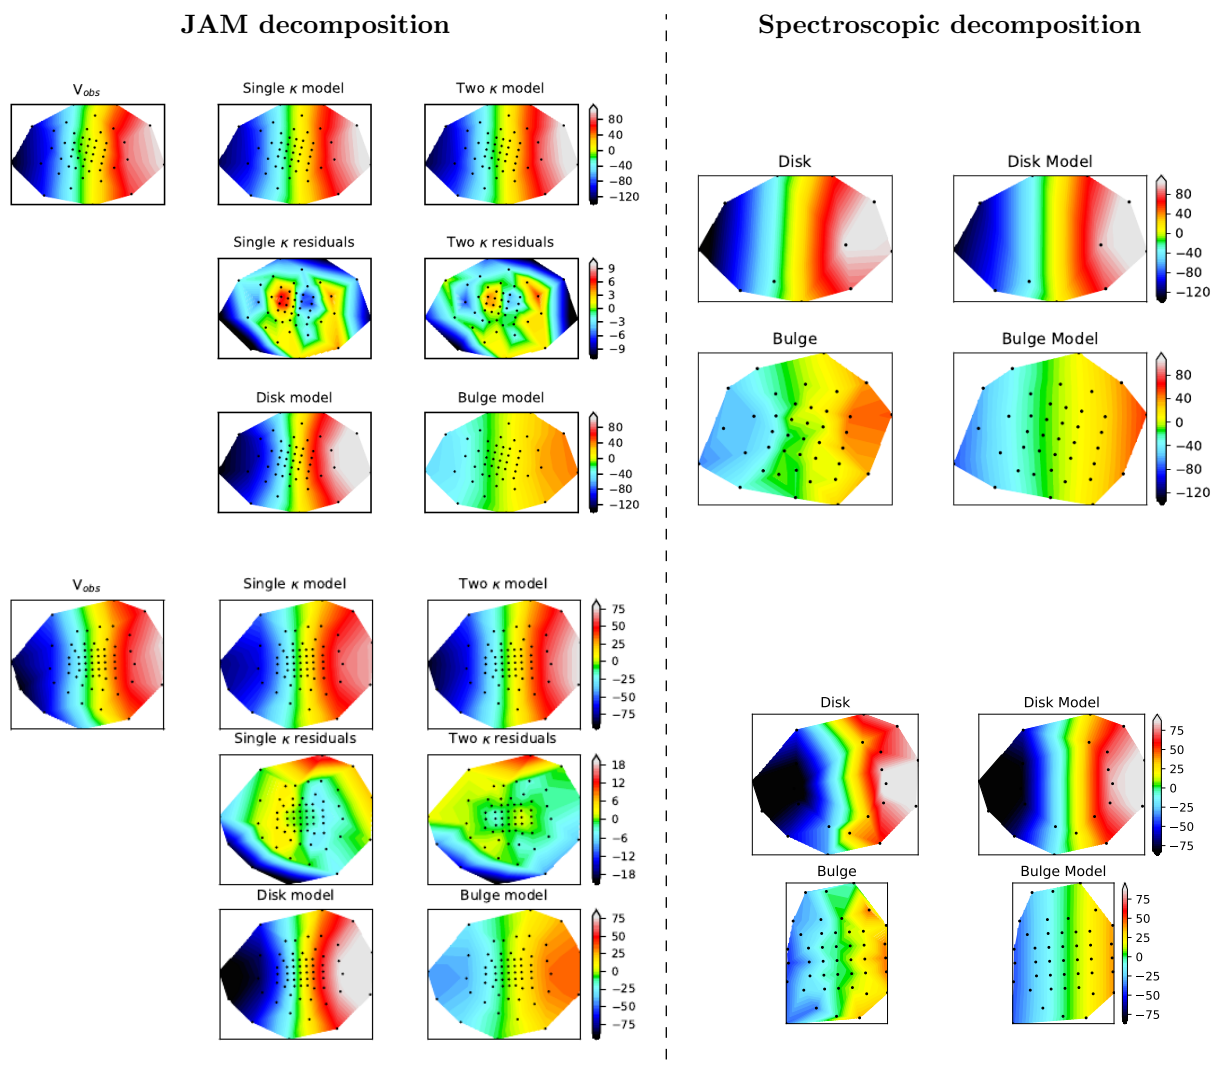 JAM decomposition
Spectroscopic decomposition
V_obs
Single κ model
Two κ model
80
40
0
−40
−80
−120
Single κ residuals
Two κ residuals
9
6
3
0
−3
−6
−9
Disk model
Bulge model
80
40
0
−40
−80
−120
Disk
Disk Model
80
40
0
−40
−80
−120
Bulge
Bulge Model
80
40
0
−40
−80
−120
V_obs
Single κ model
Two κ model
75
50
25
0
−25
−50
−75
Single κ residuals
Two κ residuals
18
12
6
0
−6
−12
−18
Disk model
Bulge model
75
50
25
0
−25
−50
−75
Disk
Disk Model
75
50
25
0
−25
−50
−75
Bulge
Bulge Model
75
50
25
0
−25
−50
−75